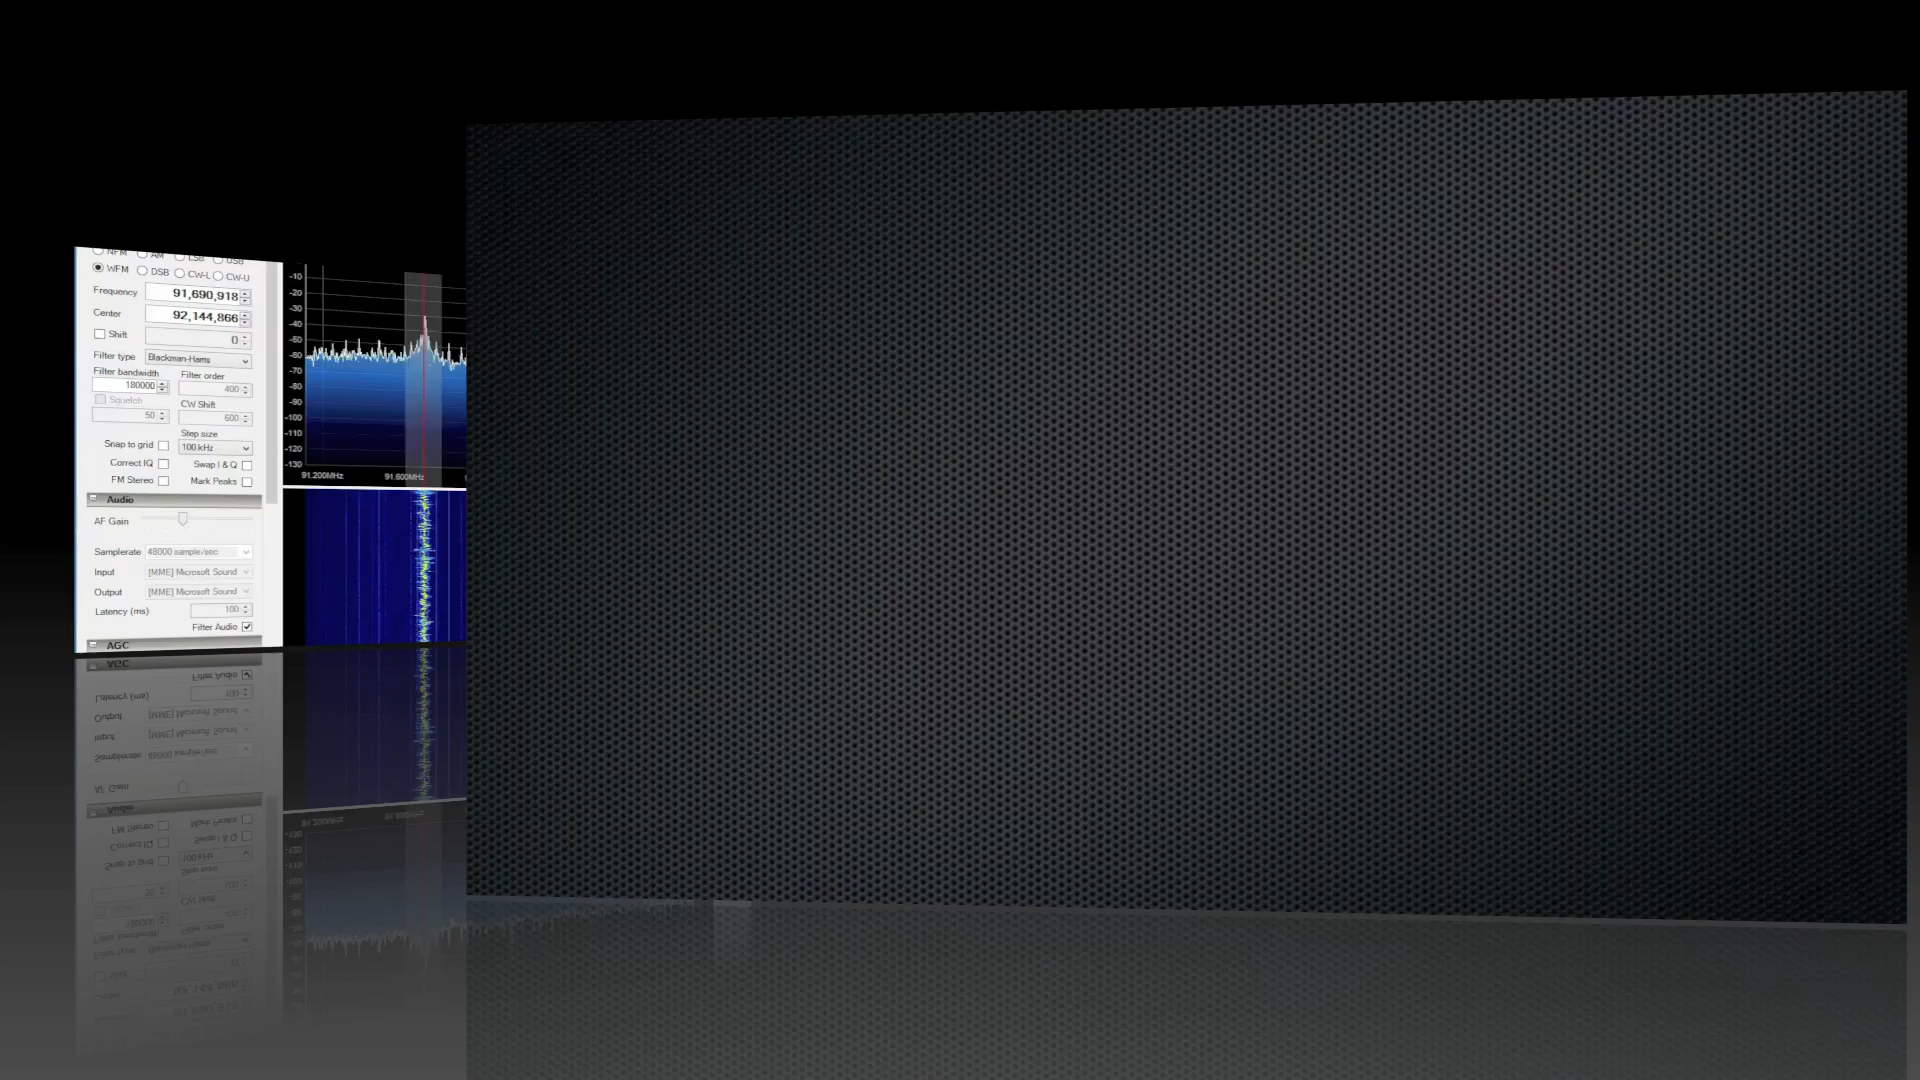 NFM AM LSB USB
WFM DSB CW-L CW-U
Frequency 91,690,918
Center 92,144,866
Shift 0
Filter type Blackman-Harris
Filter bandwidth Filter order
180000 400
Squelch CW Shift
50 600
Step size
Snap to grid 100 kHz
Correct IQ Swap I & Q
FM Stereo Mark Peaks
Audio
AF Gain
Samplerate 48000 sample/sec
Input [MME] Microsoft Sound
Output [MME] Microsoft Sound
Latency (ms) 100
Filter Audio
AGC
-10
-20
-30
-40
-50
-60
-70
-80
-90
-100
-110
-120
-130
91.200MHz 91.600MHz